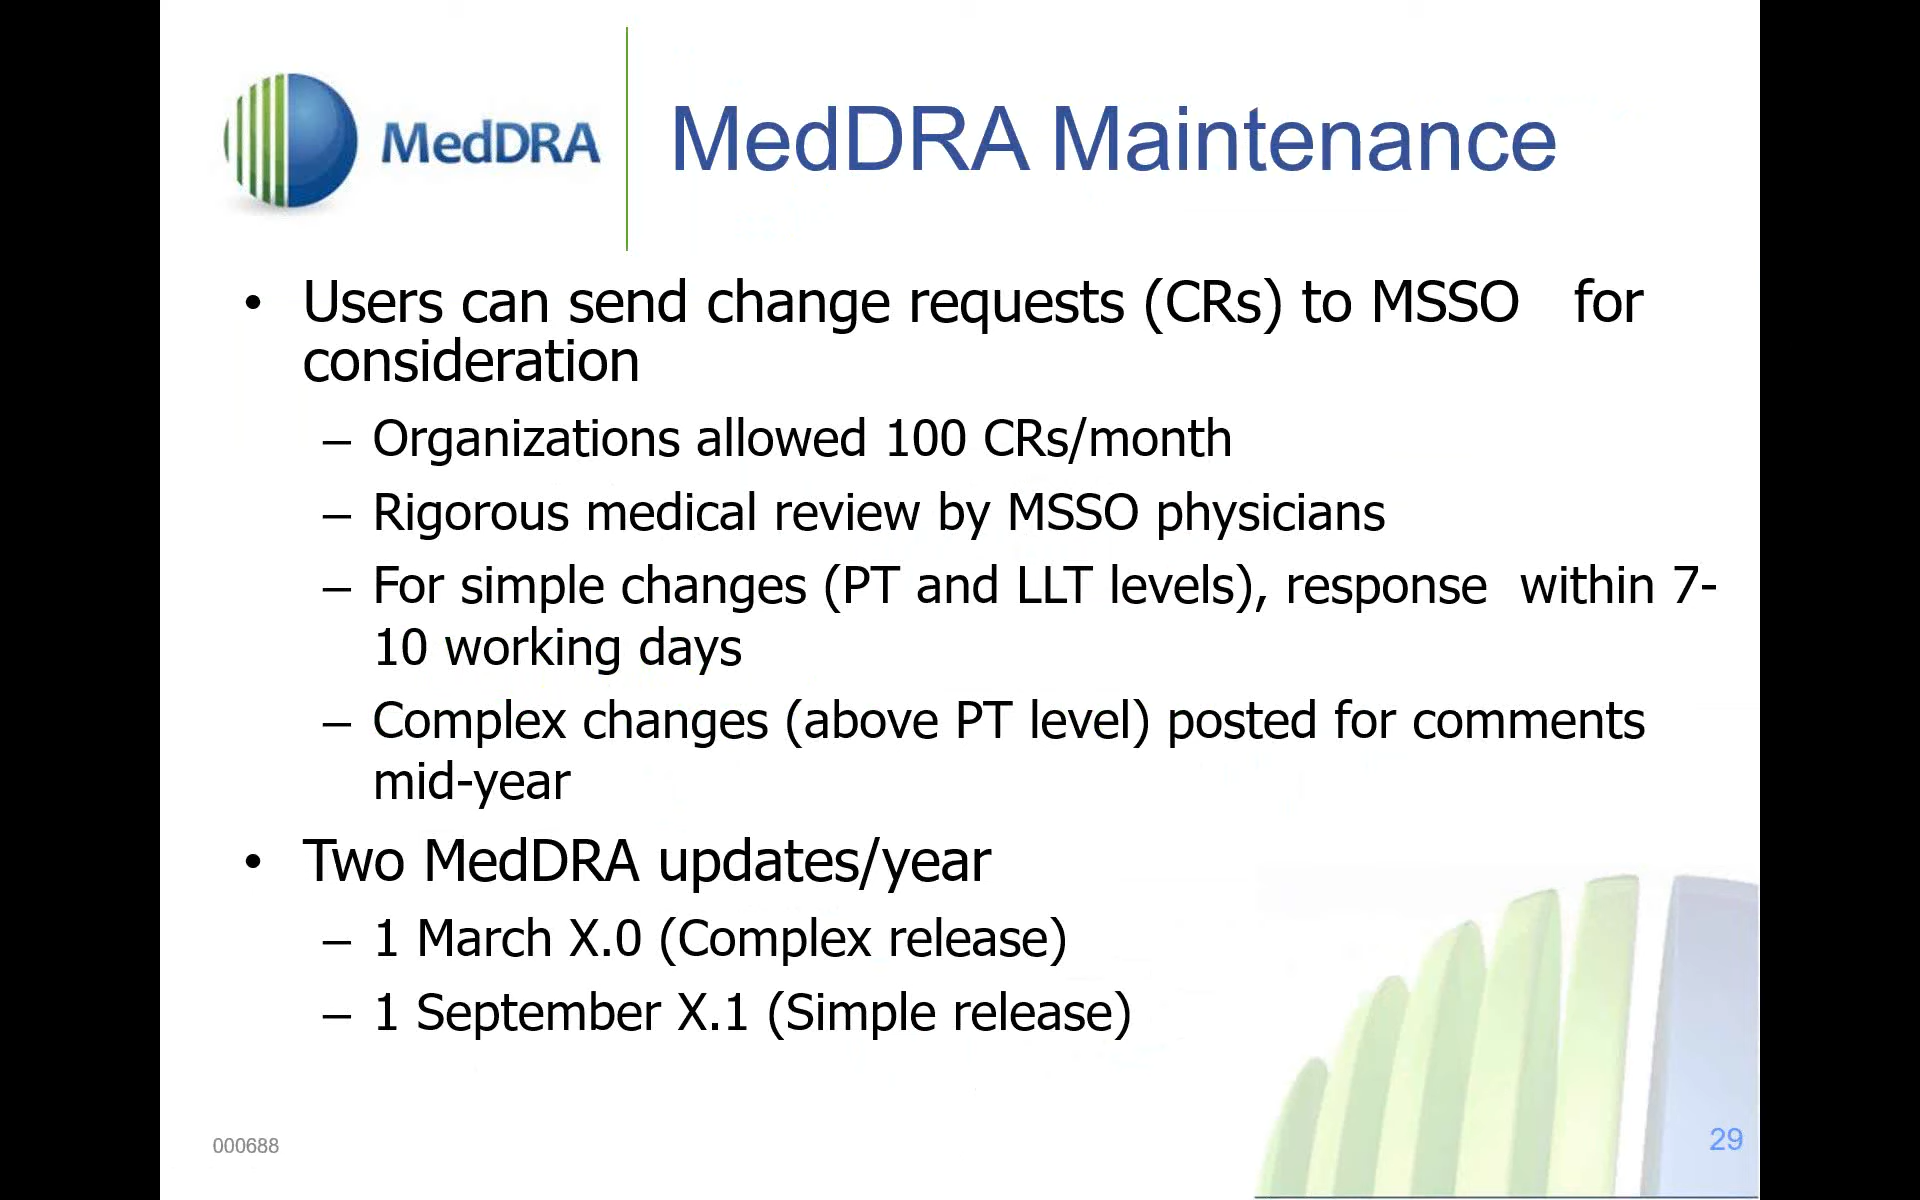 MedDRA
MedDRA Maintenance
• Users can send change requests (CRs) to MSSO for
consideration
– Organizations allowed 100 CRs/month
– Rigorous medical review by MSSO physicians
– For simple changes (PT and LLT levels), response within 7-
10 working days
– Complex changes (above PT level) posted for comments
mid-year
• Two MedDRA updates/year
– 1 March X.0 (Complex release)
– 1 September X.1 (Simple release)
000688
29